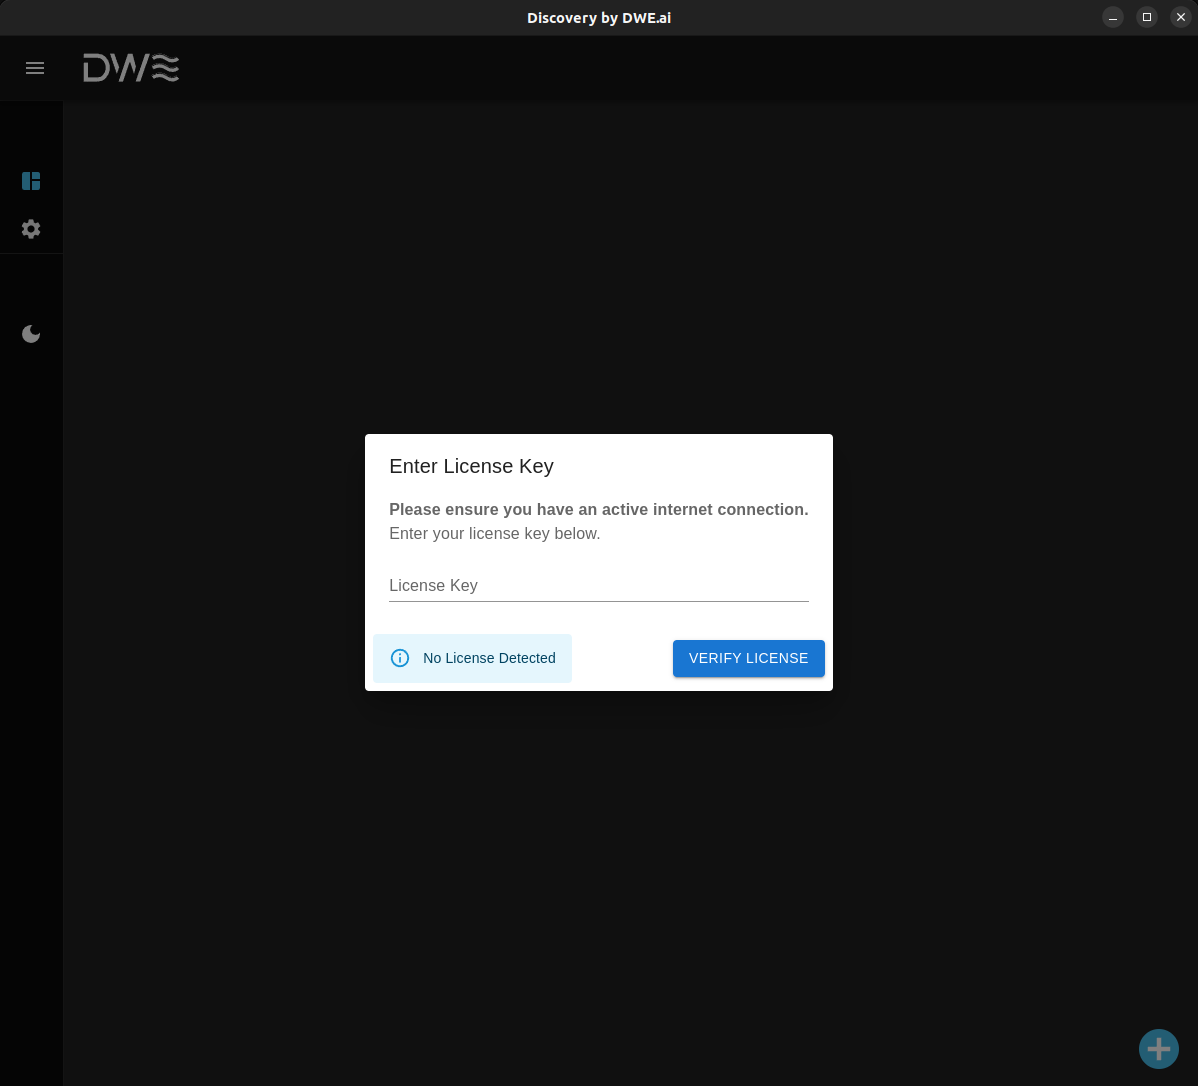 Discovery by DWE.ai
DWE
Enter License Key
Please ensure you have an active internet connection.
Enter your license key below.
License Key
No License Detected
VERIFY LICENSE